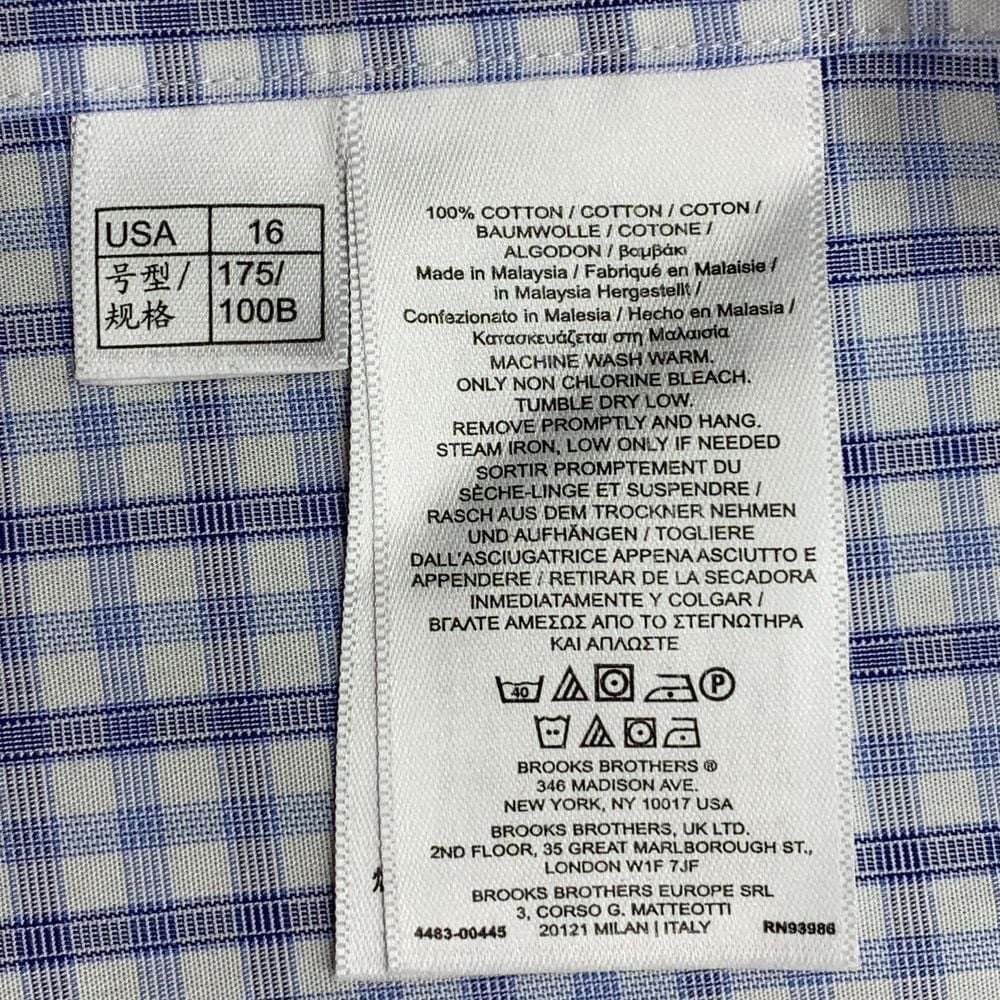 USA 16
号型/ 175/
规格 100B
100% COTTON / COTTON / COTON /
BAUMWOLLE / COTONE /
ALGODON / βαμβάκι
Made in Malaysia / Fabriqué en Malaisie /
in Malaysia Hergestellt /
Confezionato in Malesia / Hecho en Malasia /
Κατασκευάζεται στη Μαλαισία
MACHINE WASH WARM.
ONLY NON CHLORINE BLEACH.
TUMBLE DRY LOW.
REMOVE PROMPTLY AND HANG.
STEAM IRON, LOW ONLY IF NEEDED
SORTIR PROMPTEMENT DU
SÈCHE-LINGE ET SUSPENDRE /
RASCH AUS DEM TROCKNER NEHMEN
UND AUFHÄNGEN / TOGLIERE
DALL'ASCIUGATRICE APPENA ASCIUTTO E
APPENDERE / RETIRAR DE LA SECADORA
INMEDIATAMENTE Y COLGAR /
ΒΓΑΛΤΕ ΑΜΕΣΩΣ ΑΠΟ ΤΟ ΣΤΕΓΝΩΤΗΡΑ
ΚΑΙ ΑΠΛΩΣΤΕ
40 P
BROOKS BROTHERS ®
346 MADISON AVE.
NEW YORK, NY 10017 USA
BROOKS BROTHERS, UK LTD.
2ND FLOOR, 35 GREAT MARLBOROUGH ST.,
LONDON W1F 7JF
BROOKS BROTHERS EUROPE SRL
3, CORSO G. MATTEOTTI
4483-00445 20121 MILAN | ITALY RN93986